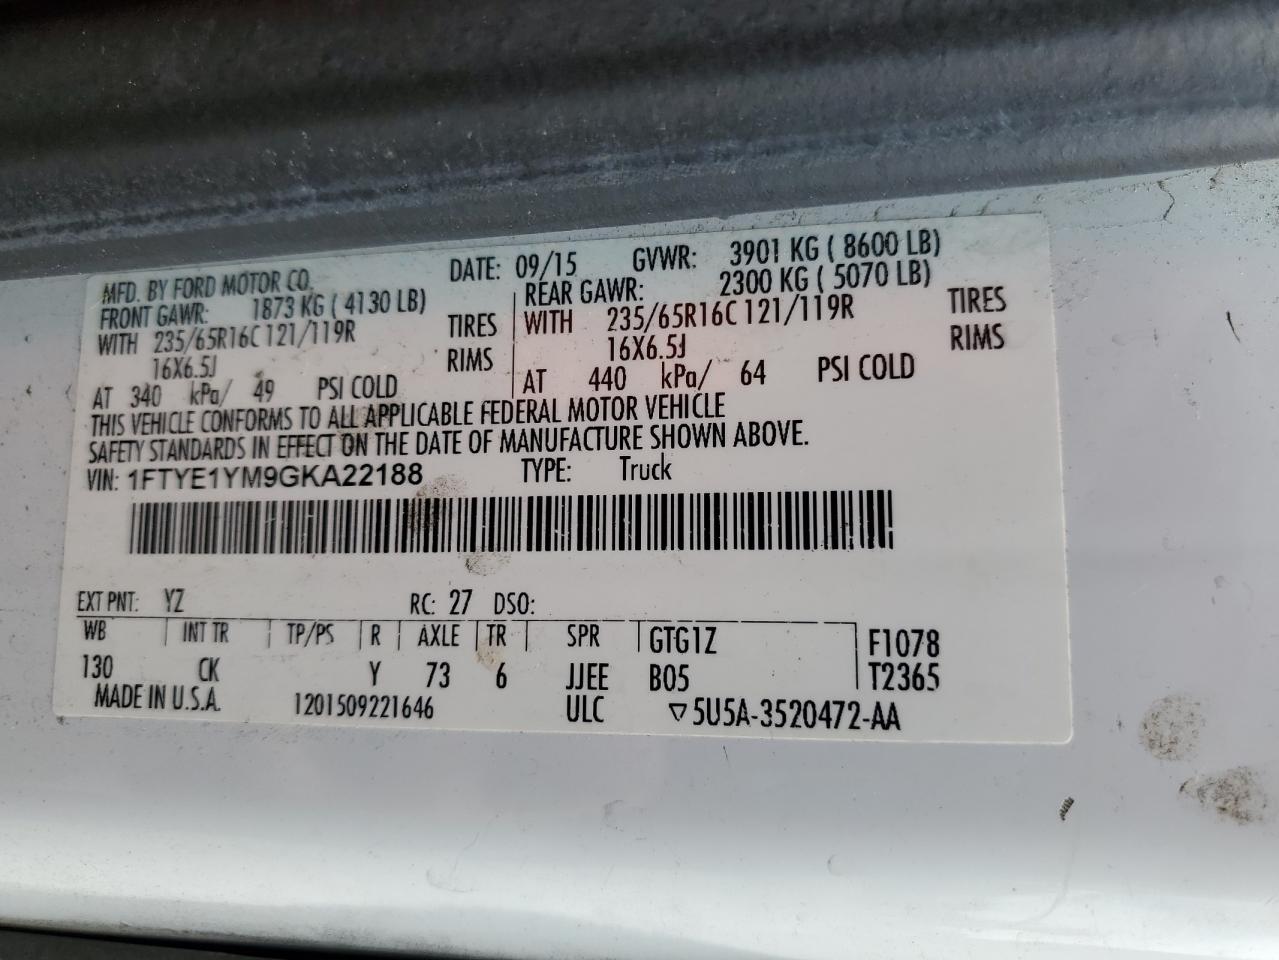 MFD. BY FORD MOTOR CO. DATE: 09/15 GVWR: 3901 KG ( 8600 LB)
FRONT GAWR: 1873 KG ( 4130 LB) REAR GAWR: 2300 KG ( 5070 LB)
WITH 235/65R16C 121/119R TIRES WITH 235/65R16C 121/119R TIRES
16X6.5J RIMS 16X6.5J RIMS
AT 340 kPa/ 49 PSI COLD AT 440 kPa/ 64 PSI COLD
THIS VEHICLE CONFORMS TO ALL APPLICABLE FEDERAL MOTOR VEHICLE
SAFETY STANDARDS IN EFFECT ON THE DATE OF MANUFACTURE SHOWN ABOVE.
VIN: 1FTYE1YM9GKA22188 TYPE: Truck
EXT PNT: YZ RC: 27 DSO:
WB INT TR TP/PS R AXLE TR SPR GTG1Z F1078
130 CK Y 73 6 JJEE B05 T2365
MADE IN U.S.A. 1201509221646 ULC ▽5U5A-3520472-AA